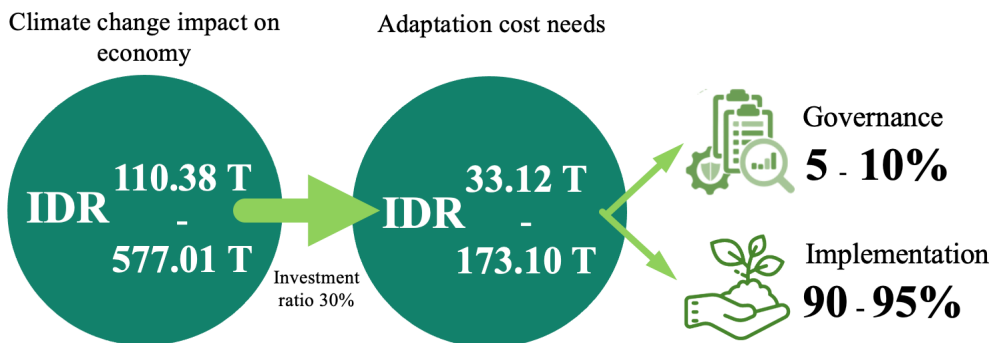 Climate change impact on
economy
IDR
110.38 T
-
577.01 T
Investment
ratio 30%
Adaptation cost needs
IDR
33.12 T
-
173.10 T
Governance
5 - 10%
Implementation
90 - 95%